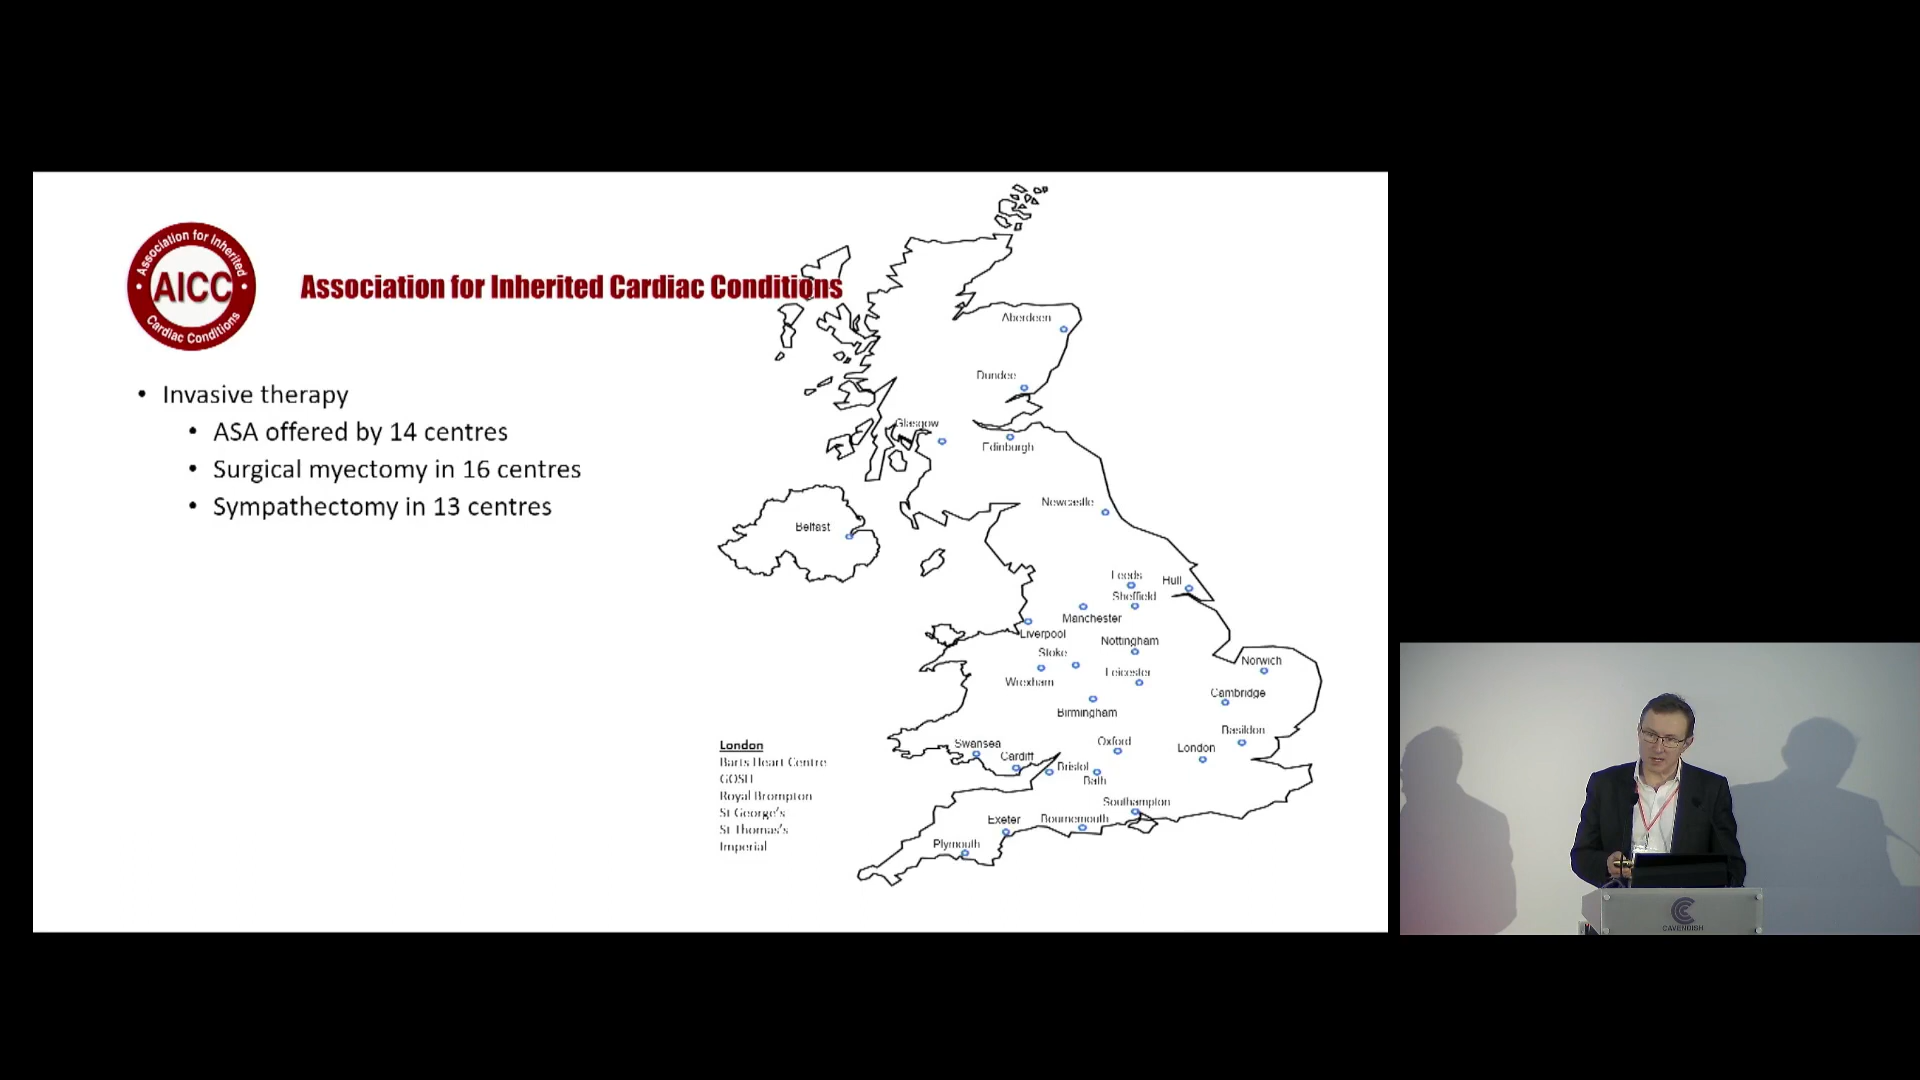 Association for Inherited
AICC
Cardiac Conditions
Association for Inherited Cardiac Conditions
• Invasive therapy
• ASA offered by 14 centres
• Surgical myectomy in 16 centres
• Sympathectomy in 13 centres
Aberdeen
Dundee
Glasgow
Edinburgh
Newcastle
Belfast
Leeds
Hull
Sheffield
Manchester
Liverpool
Nottingham
Stoke
Norwich
Leicester
Wrexham
Cambridge
Birmingham
Basildon
Oxford
London
Swansea
Cardiff
Bristol
Bath
Southampton
Exeter
Bournemouth
Plymouth
London
Barts Heart Centre
GOSH
Royal Brompton
St George's
St Thomas's
Imperial
CAVENDISH